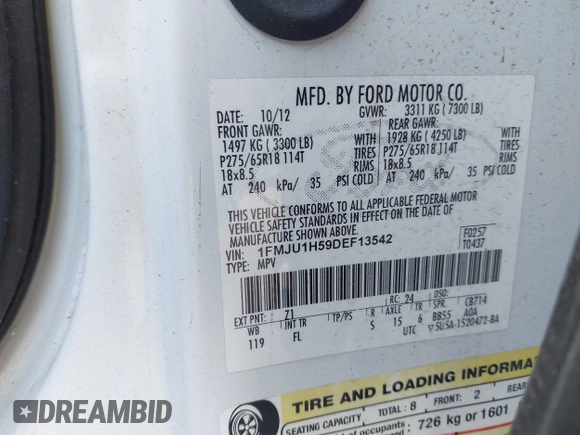 MFD. BY FORD MOTOR CO.
DATE: 10/12 GVWR: 3311 KG ( 7300 LB)
FRONT GAWR: REAR GAWR:
1497 KG ( 3300 LB) WITH 1928 KG ( 4250 LB) WITH
P275/65R18 114T TIRES P275/65R18 114T TIRES
18x8.5 RIMS 18x8.5 RIMS
AT 240 kPa/ 35 PSI COLD AT 240 kPa/ 35 PSI COLD
THIS VEHICLE CONFORMS TO ALL APPLICABLE FEDERAL MOTOR
VEHICLE SAFETY STANDARDS IN EFFECT ON THE DATE OF
MANUFACTURE SHOWN ABOVE.
VIN: 1FMJU1H59DEF13542 F0257
TYPE: MPV T0437
EXT PNT: Z1 RC: 24 DSO:
WB INT TR TP/PS R AXLE TR SPR CB714
119 FL S 15 6 BB55 AOA
UTC 5U5A-1520472-BA
TIRE AND LOADING INFORMAT
SEATING CAPACITY TOTAL: 8 FRONT: 2 REAR:
of occupants: 726 kg or 1601
DREAMBID